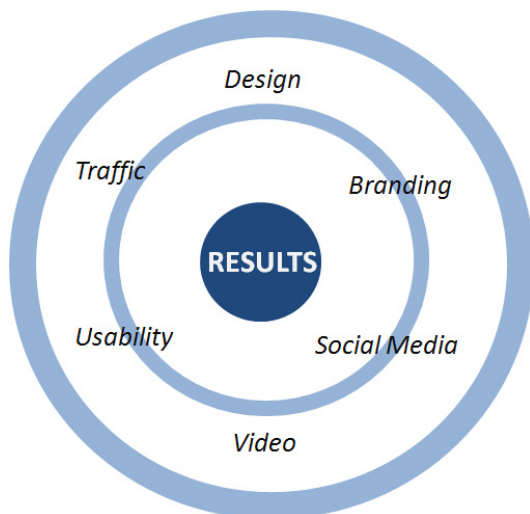 Design
Traffic
Branding
RESULTS
Usability
Social Media
Video